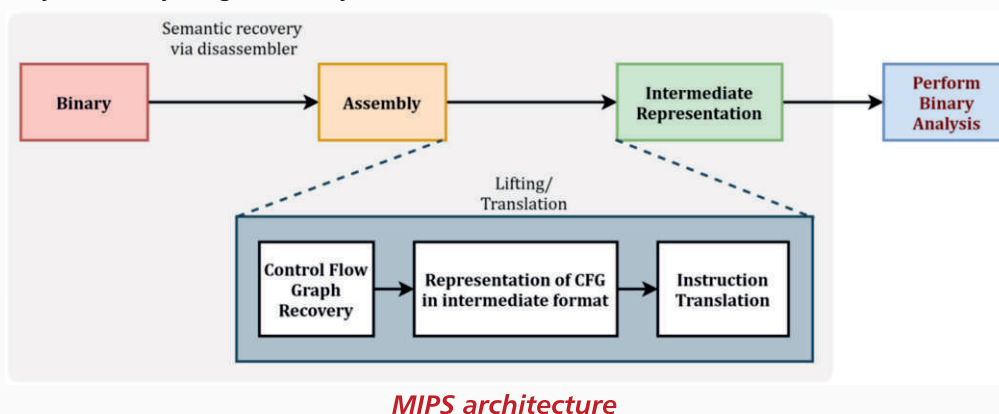 Semantic recovery
via disassembler
Binary
Assembly
Intermediate
Representation
Perform
Binary
Analysis
Lifting/
Translation
Control Flow
Graph
Recovery
Representation of CFG
in intermediate format
Instruction
Translation
MIPS architecture